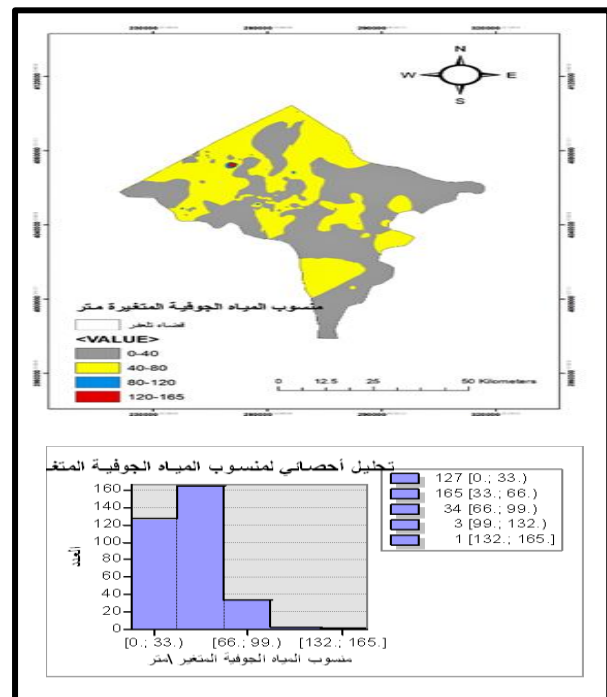 N
W E
S
منسوب المياه الجوفية المتغيرة متر
قضاء تلعفر
<VALUE>
0-40
40-80
80-120
120-165
0 12.5 25 50 Kilometers
تحليل أحصائي لمنسوب المياه الجوفية المتغ
127 [0.; 33.)
165 [33.; 66.)
34 [66.; 99.)
3 [99.; 132.)
1 [132.; 165.]
160
140
120
100
80
60
40
20
0
العدد
[0.; 33.) [66.; 99.) [132.; 165.]
منسوب المياه الجوفية المتغير \متر